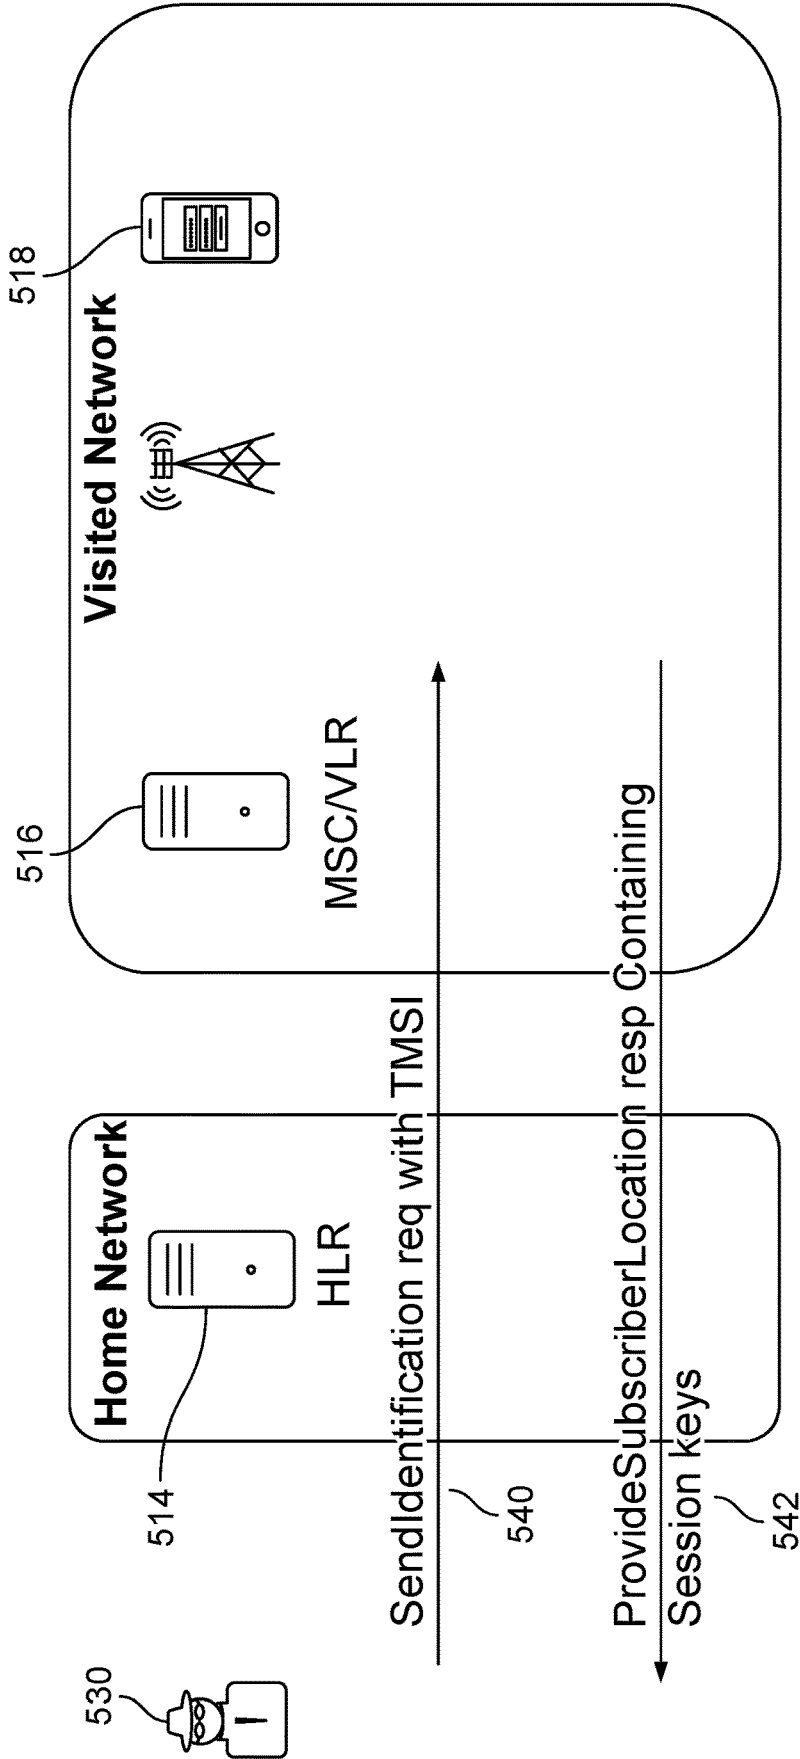 530
514
Home Network
HLR
516
MSC/VLR
Visited Network
518
SendIdentification req with TMSI
540
ProvideSubscriberLocation resp Containing
Session keys
542